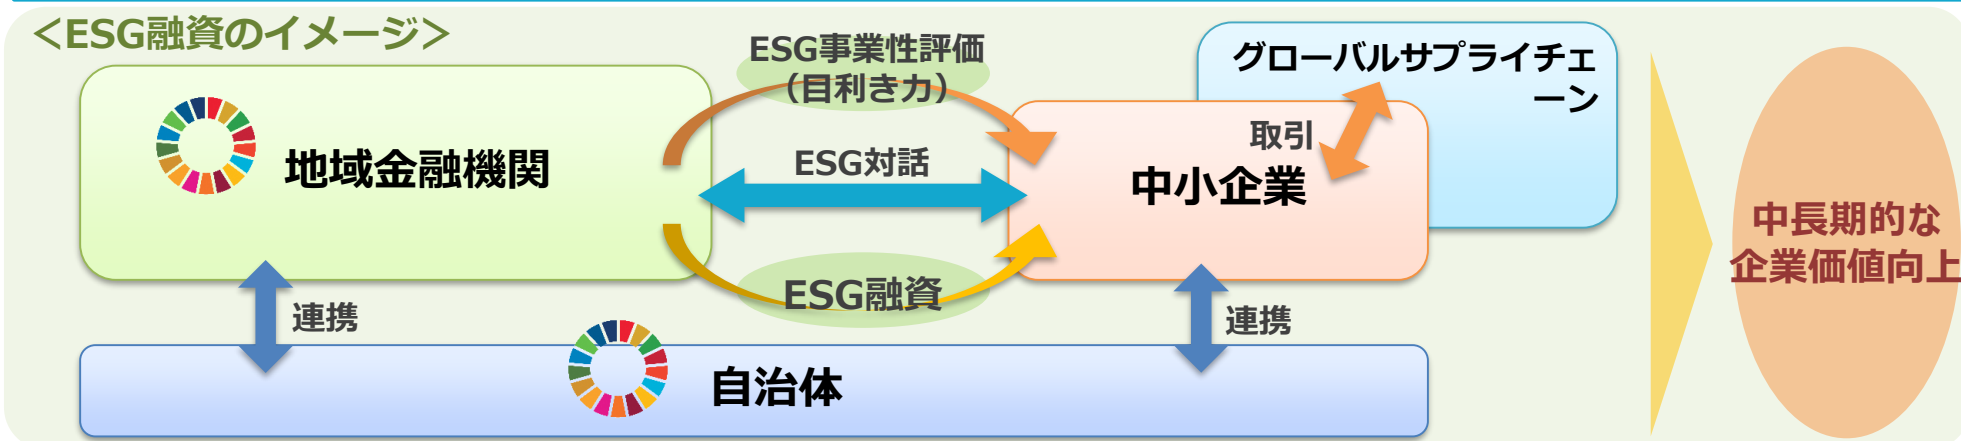 ＜ESG融資のイメージ＞
ESG事業性評価
（目利き力）
グローバルサプライチェ
ーン
地域金融機関
ESG対話
取引
中小企業
ESG融資
中長期的な
企業価値向上
連携
連携
自治体